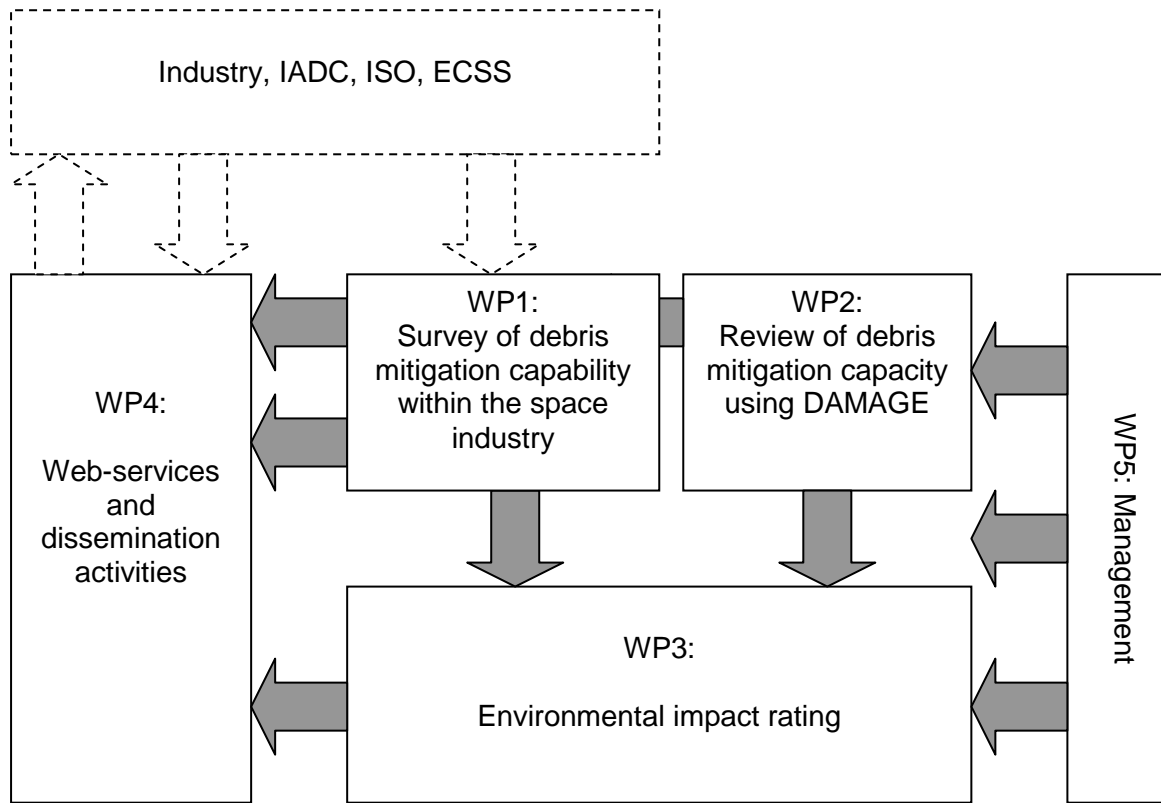 Industry, IADC, ISO, ECSS
WP1:
Survey of debris
mitigation capability
within the space
industry
WP2:
Review of debris
mitigation capacity
using DAMAGE
WP4:
Web-services
and
dissemination
activities
WP5: Management
WP3:
Environmental impact rating